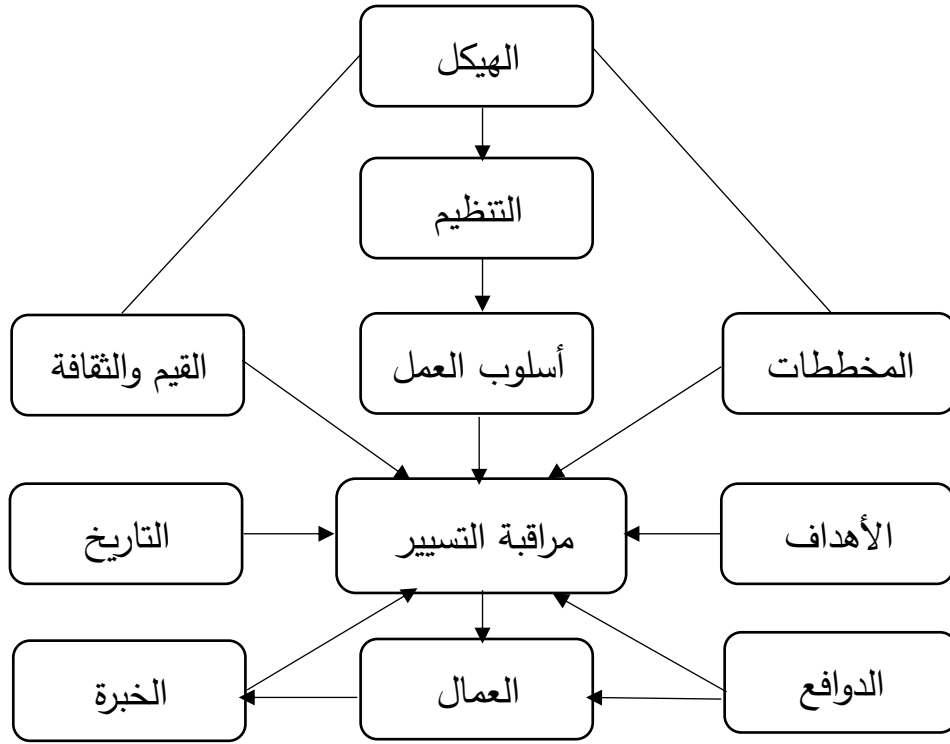 الهيكل
التنظيم
المخططات
أسلوب العمل
القيم والثقافة
الأهداف
مراقبة التسيير
التاريخ
الدوافع
العمال
الخبرة